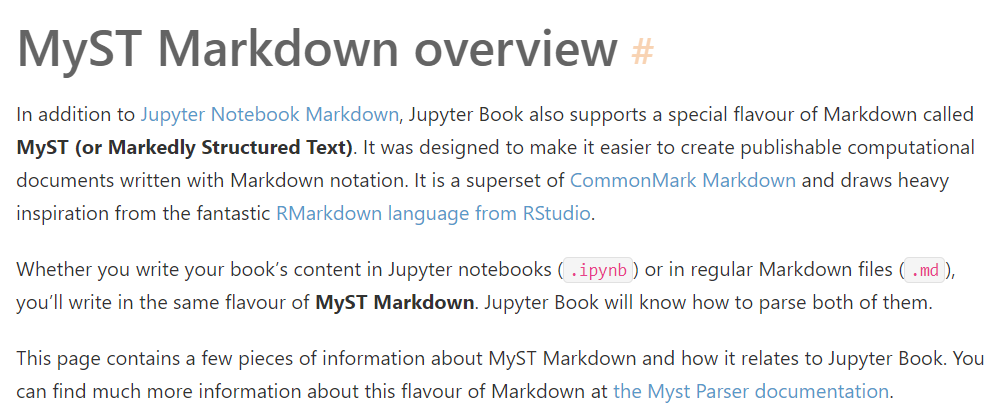 MyST Markdown overview #
In addition to Jupyter Notebook Markdown, Jupyter Book also supports a special flavour of Markdown called
MyST (or Markedly Structured Text). It was designed to make it easier to create publishable computational
documents written with Markdown notation. It is a superset of CommonMark Markdown and draws heavy
inspiration from the fantastic RMarkdown language from RStudio.
Whether you write your book’s content in Jupyter notebooks (.ipynb) or in regular Markdown files (.md),
you’ll write in the same flavour of MyST Markdown. Jupyter Book will know how to parse both of them.
This page contains a few pieces of information about MyST Markdown and how it relates to Jupyter Book. You
can find much more information about this flavour of Markdown at the Myst Parser documentation.